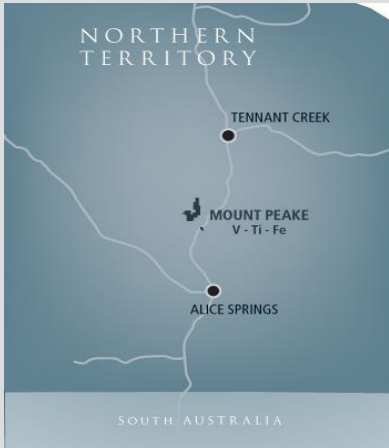 NORTHERN
TERRITORY
TENNANT CREEK
MOUNT PEAKE
V - Ti - Fe
ALICE SPRINGS
SOUTH AUSTRALIA